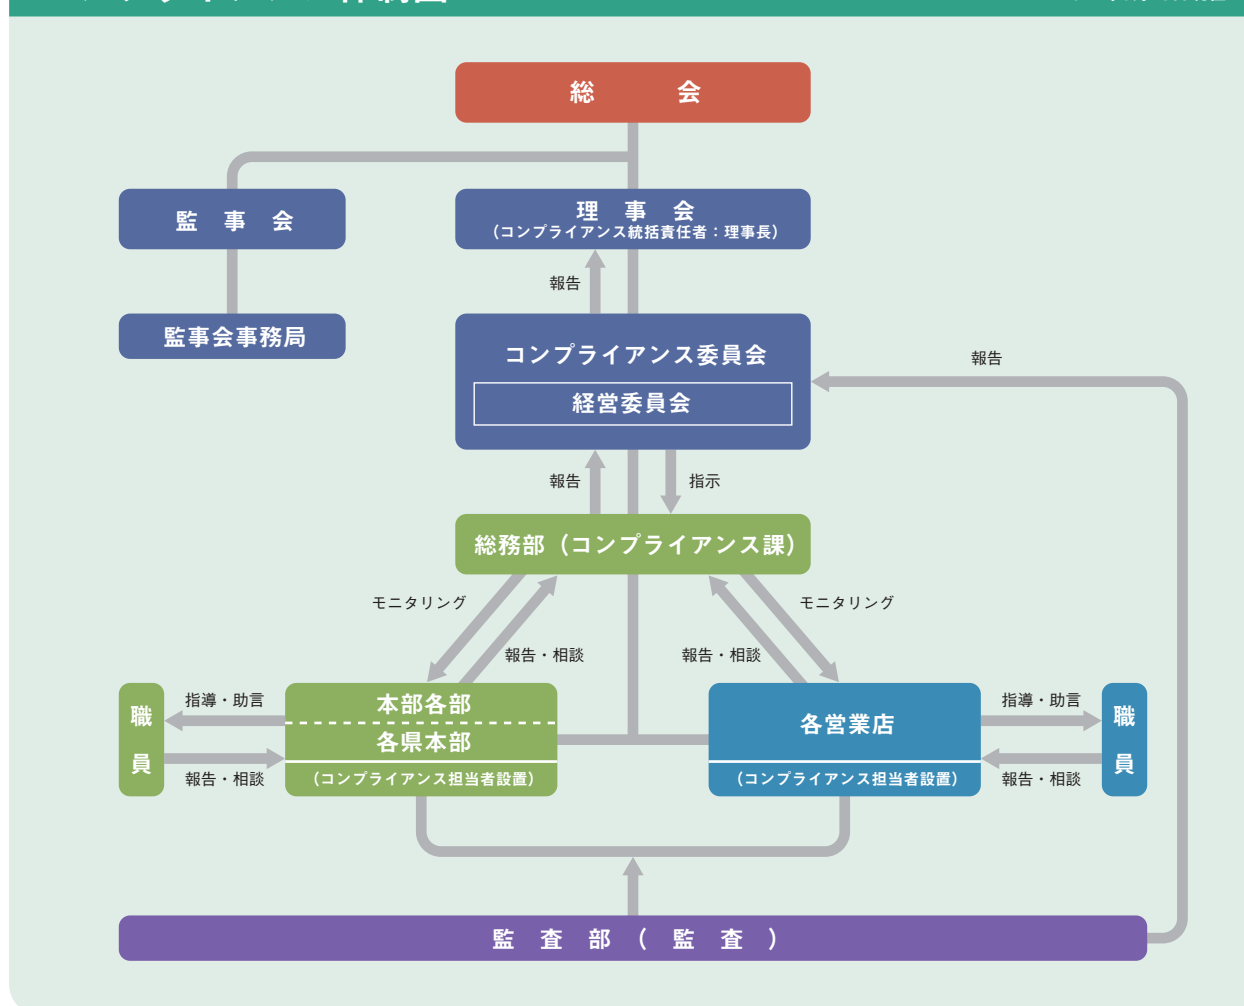 総　会
監 事 会
理 事 会
（コンプライアンス統括責任者：理事長）
報告
監事会事務局
コンプライアンス委員会
経営委員会
報告
報告
指示
総務部（コンプライアンス課）
モニタリング
モニタリング
報告・相談
報告・相談
職員
指導・助言
報告・相談
本部各部
各県本部
（コンプライアンス担当者設置）
各営業店
（コンプライアンス担当者設置）
指導・助言
報告・相談
職員
監 査 部 （ 監 査 ）